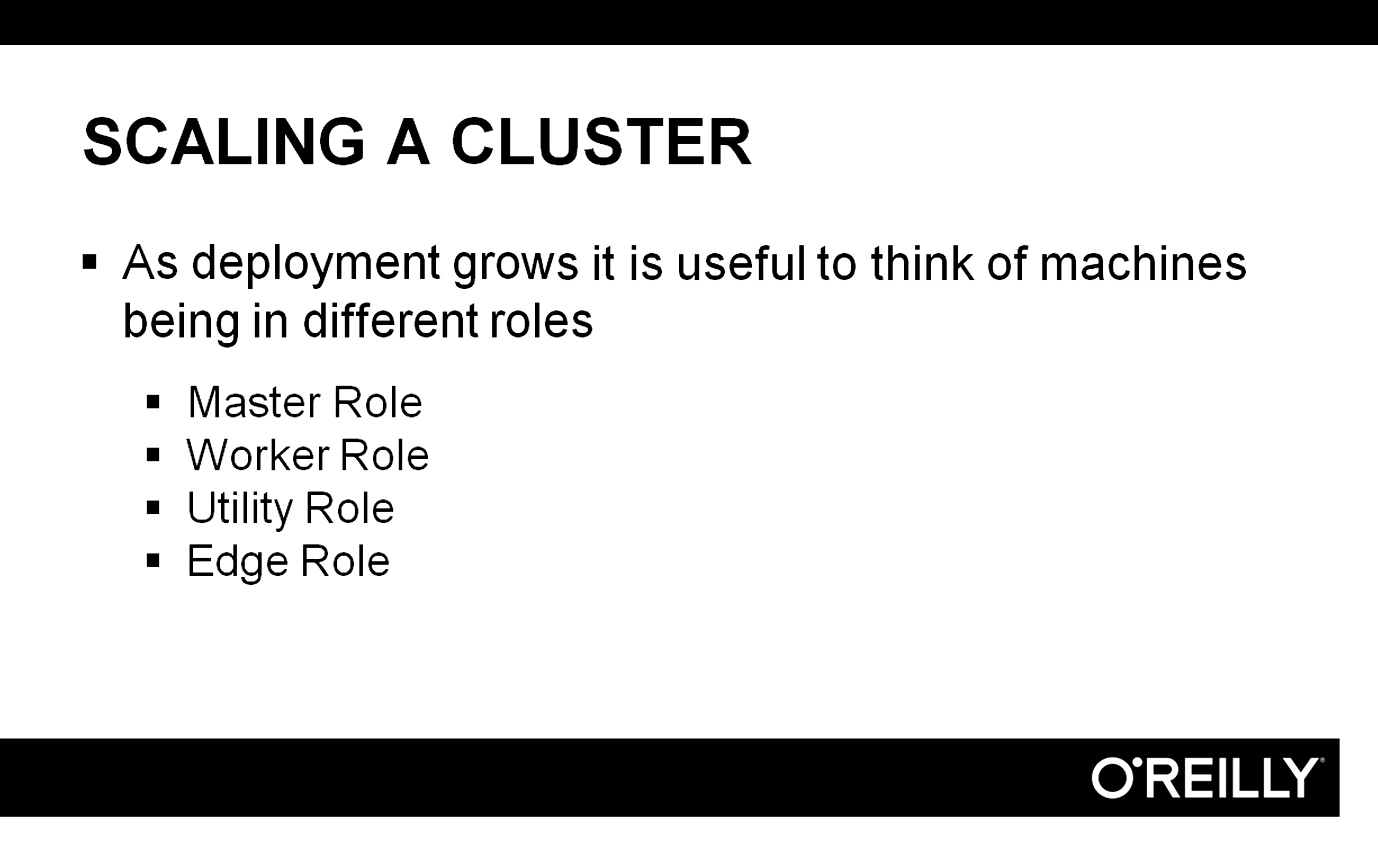 SCALING A CLUSTER
▪ As deployment grows it is useful to think of machines
being in different roles
▪ Master Role
▪ Worker Role
▪ Utility Role
▪ Edge Role
O'REILLY®